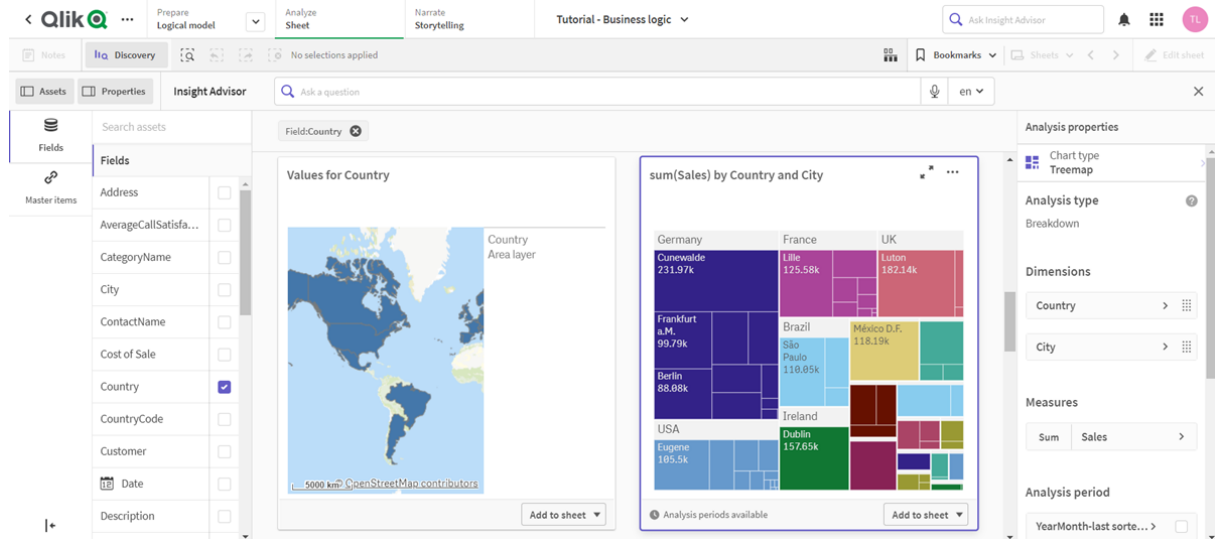 Qlik
Prepare
Logical model
Analyze
Sheet
Narrate
Storytelling
Tutorial - Business logic
Ask Insight Advisor
TL
Notes
Discovery
No selections applied
Bookmarks
Sheets
Edit sheet
Assets
Properties
Insight Advisor
Ask a question
en
Fields
Master items
Search assets
Fields
Address
AverageCallSatisfa...
CategoryName
City
ContactName
Cost of Sale
Country
CountryCode
Customer
Date
Description
Field:Country
Values for Country
Country
Area layer
5000 km
© OpenStreetMap contributors
Add to sheet
sum(Sales) by Country and City
Germany
Cunewalde
231.97k
Frankfurt
a.M.
99.79k
Berlin
88.08k
USA
Eugene
105.5k
France
Lille
125.58k
UK
Luton
182.14k
Brazil
São
Paulo
110.05k
México D.F.
118.19k
Ireland
Dublin
157.65k
Analysis periods available
Add to sheet
Analysis properties
Chart type
Treemap
Analysis type
Breakdown
Dimensions
Country
City
Measures
Sum
Sales
Analysis period
YearMonth-last sorte...